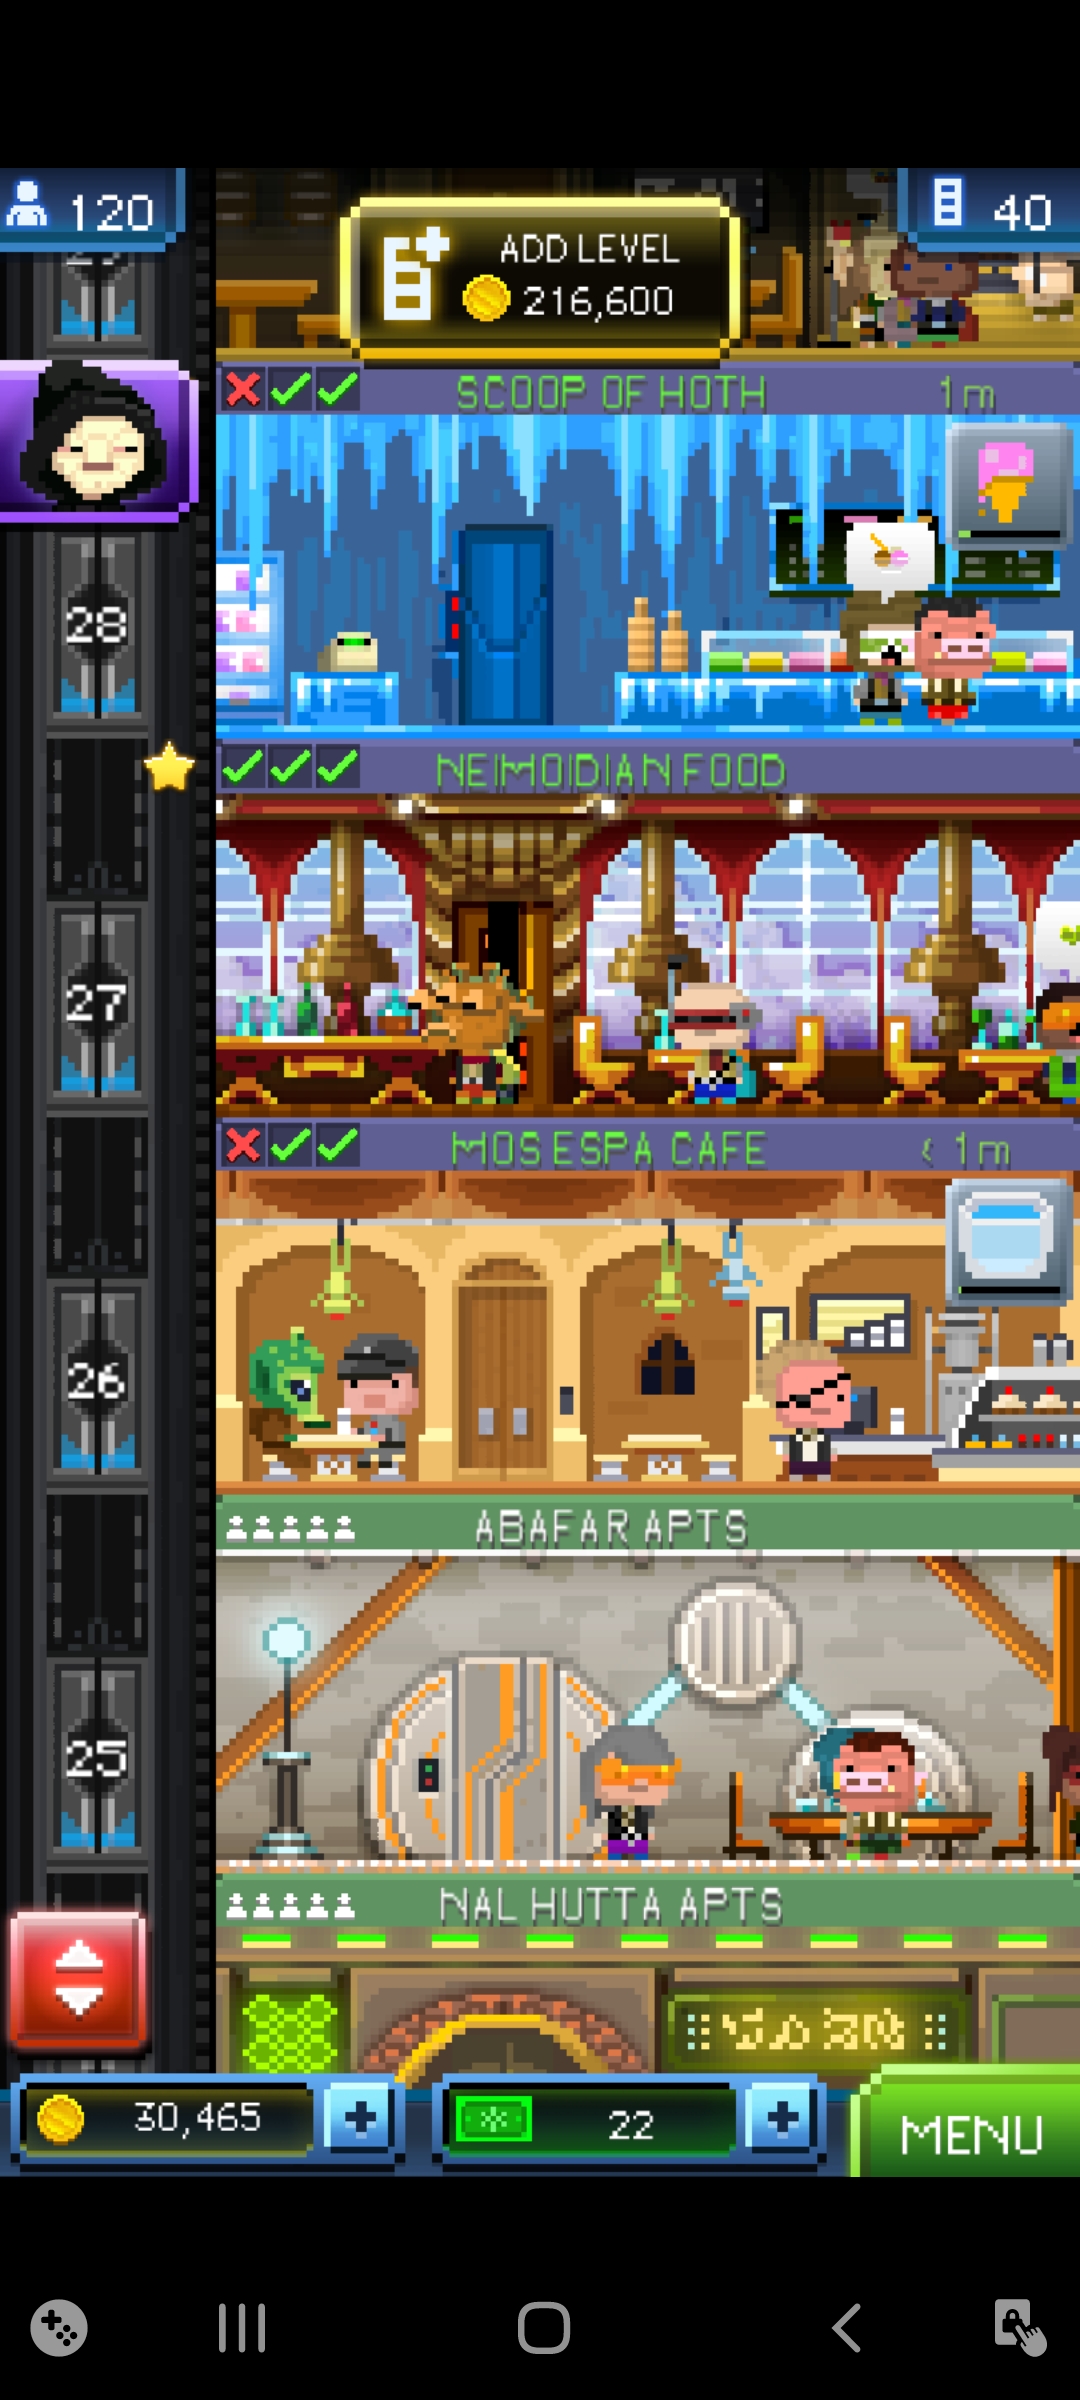 120
ADD LEVEL
216,600
40
SCOOP OF HOTH
1m
28
NEIMOIDIAN FOOD
27
MOS ESPA CAFE
< 1m
26
ABAFAR APTS
25
NAL HUTTA APTS
30,465
22
MENU